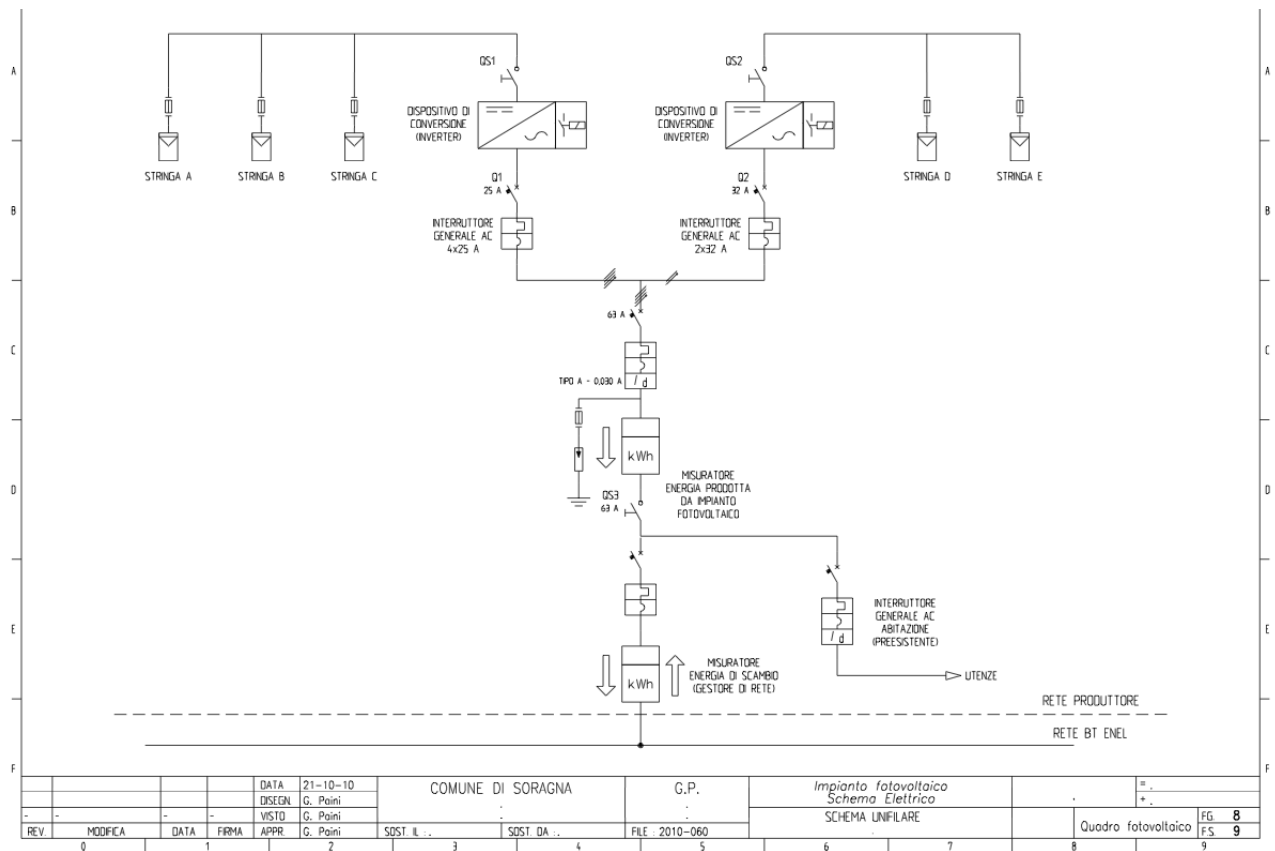 A
A
B
B
C
C
D
D
E
E
F
F
QS1
QS2
DISPOSITIVO DI
CONVERSIONE
(INVERTER)
DISPOSITIVO DI
CONVERSIONE
(INVERTER)
STRINGA A
STRINGA B
STRINGA C
STRINGA D
STRINGA E
Q1
25 A
Q2
32 A
INTERRUTTORE
GENERALE AC
4x25 A
INTERRUTTORE
GENERALE AC
2x32 A
63 A
TIPO A - 0,030 A
I d
kWh
MISURATORE
ENERGIA PRODOTTA
DA IMPIANTO
FOTOVOLTAICO
QS3
63 A
INTERRUTTORE
GENERALE AC
ABITAZIONE
(PREESISTENTE)
I d
UTENZE
kWh
MISURATORE
ENERGIA DI SCAMBIO
(GESTORE DI RETE)
RETE PRODUTTORE
RETE BT ENEL
DATA 21-10-10
DISEGN. G. Paini
VISTO G. Paini
REV. MODIFICA DATA FIRMA APPR. G. Paini
COMUNE DI SORAGNA
SOST. IL : .
SOST. DA : .
G.P.
FILE : 2010-060
Impianto fotovoltaico
Schema Elettrico
SCHEMA UNIFILARE
= .
+ .
Quadro fotovoltaico
FG. 8
F.S. 9
0 1 2 3 4 5 6 7 8 9